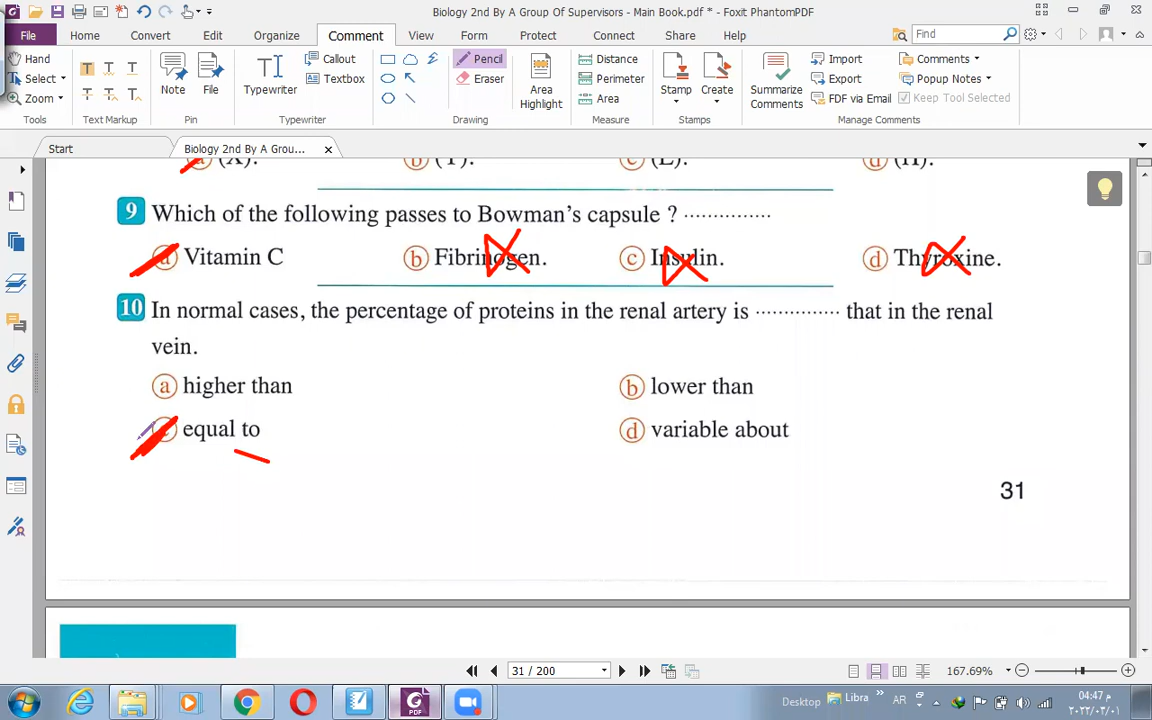 Biology 2nd By A Group Of Supervisors - Main Book.pdf * - Foxit PhantomPDF
File Home Convert Edit Organize Comment View Form Protect Connect Share Help Find
Hand Callout Pencil Distance Import Comments
Select Textbox Eraser Perimeter Export Popup Notes
Zoom Note File Typewriter Area Highlight Area Stamp Create Summarize Comments FDF via Email Keep Tool Selected
Tools Text Markup Typewriter Drawing Measure Stamps Manage Comments
Start Biology 2nd By A Grou...
a (X). b (Y). c (L). d (H).
9 Which of the following passes to Bowman's capsule ? ...............
a Vitamin C b Fibrinogen. c Insulin. d Thyroxine.
10 In normal cases, the percentage of proteins in the renal artery is ............... that in the renal
vein.
a higher than b lower than
c equal to d variable about
31
31 / 200 167.69%
Desktop Libra AR 04:47 م
PDF ٢٠٢٢/٠٣/٠١